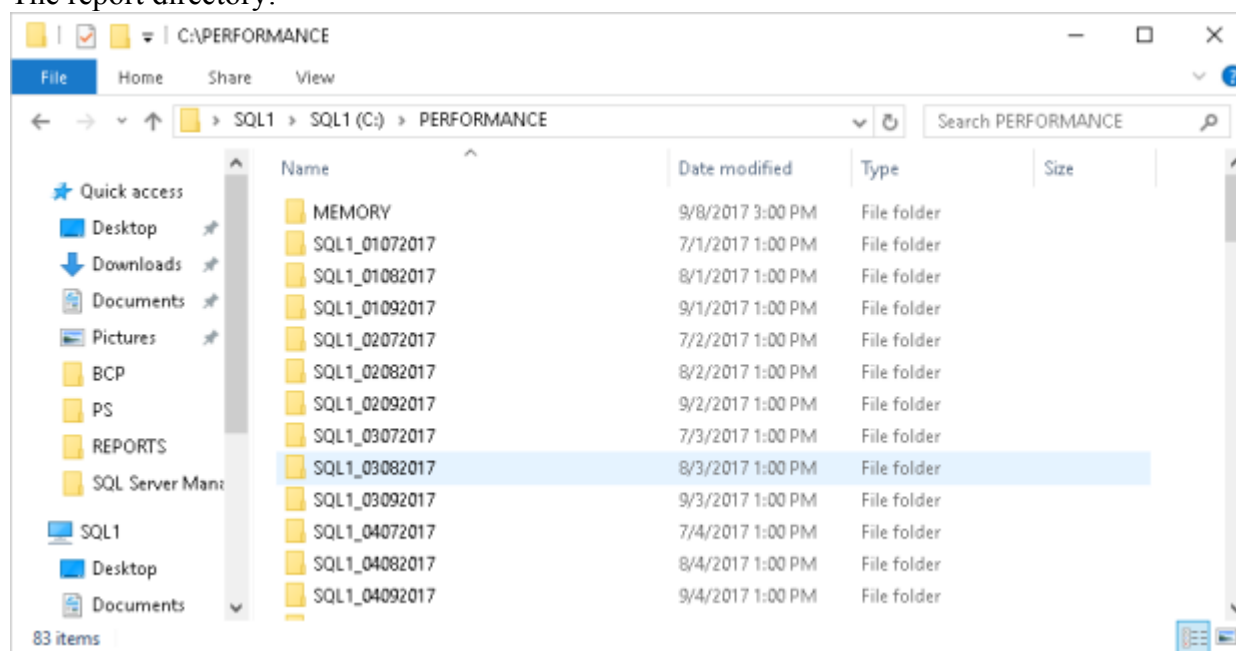 The report directory:
C:\PERFORMANCE
File Home Share View
SQL1 > SQL1 (C:) > PERFORMANCE Search PERFORMANCE
Name Date modified Type Size
Quick access
Desktop
Downloads
Documents
Pictures
BCP
PS
REPORTS
SQL Server Mana
SQL1
Desktop
Documents
MEMORY 9/8/2017 3:00 PM File folder
SQL1_01072017 7/1/2017 1:00 PM File folder
SQL1_01082017 8/1/2017 1:00 PM File folder
SQL1_01092017 9/1/2017 1:00 PM File folder
SQL1_02072017 7/2/2017 1:00 PM File folder
SQL1_02082017 8/2/2017 1:00 PM File folder
SQL1_02092017 9/2/2017 1:00 PM File folder
SQL1_03072017 7/3/2017 1:00 PM File folder
SQL1_03082017 8/3/2017 1:00 PM File folder
SQL1_03092017 9/3/2017 1:00 PM File folder
SQL1_04072017 7/4/2017 1:00 PM File folder
SQL1_04082017 8/4/2017 1:00 PM File folder
SQL1_04092017 9/4/2017 1:00 PM File folder
83 items